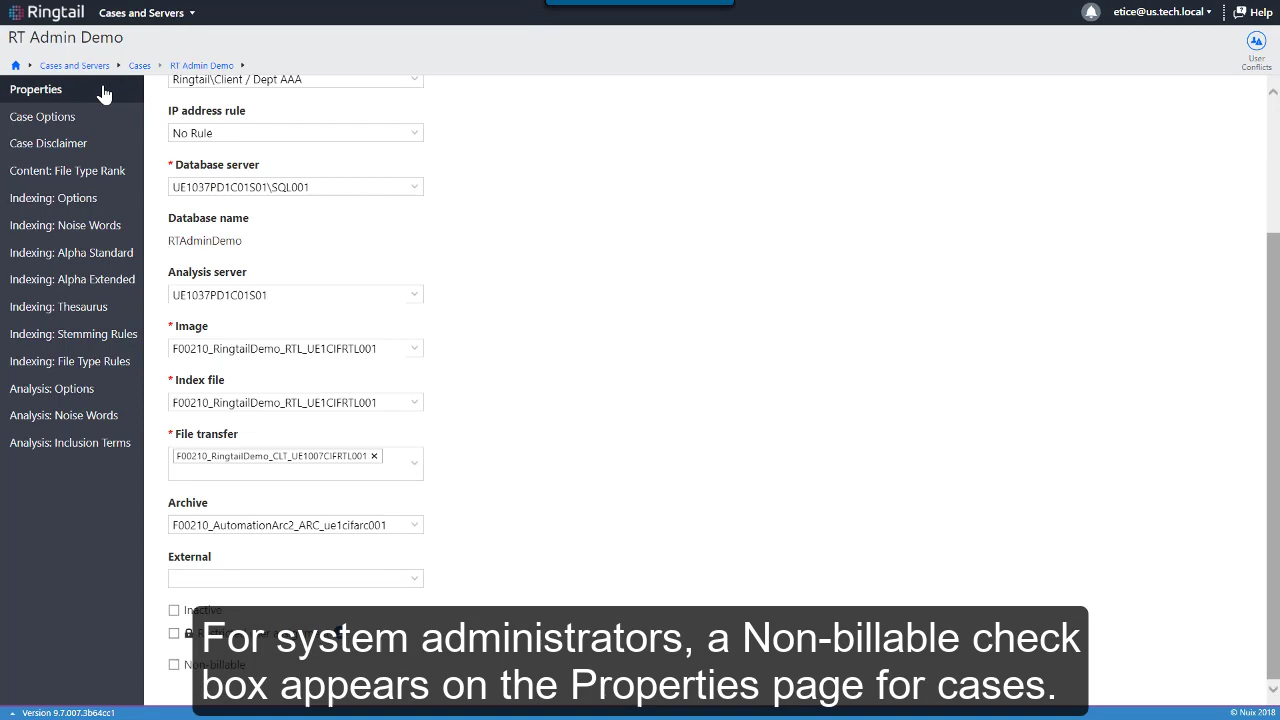 Ringtail Cases and Servers etice@us.tech.local Help
RT Admin Demo
User
Conflicts
Cases and Servers Cases RT Admin Demo
Properties
Case Options
Case Disclaimer
Content: File Type Rank
Indexing: Options
Indexing: Noise Words
Indexing: Alpha Standard
Indexing: Alpha Extended
Indexing: Thesaurus
Indexing: Stemming Rules
Indexing: File Type Rules
Analysis: Options
Analysis: Noise Words
Analysis: Inclusion Terms
Ringtail\Client / Dept AAA
IP address rule
No Rule
* Database server
UE1037PD1C01S01\SQL001
Database name
RTAdminDemo
Analysis server
UE1037PD1C01S01
* Image
F00210_RingtailDemo_RTL_UE1CIFRTL001
* Index file
F00210_RingtailDemo_RTL_UE1CIFRTL001
* File transfer
F00210_RingtailDemo_CLT_UE1007CIFRTL001
Archive
F00210_AutomationArc2_ARC_ue1cifarc001
External
Inactive
Non-billable
For system administrators, a Non-billable check
box appears on the Properties page for cases.
Version 9.7.007.3b64cc1 © Nuix 2018